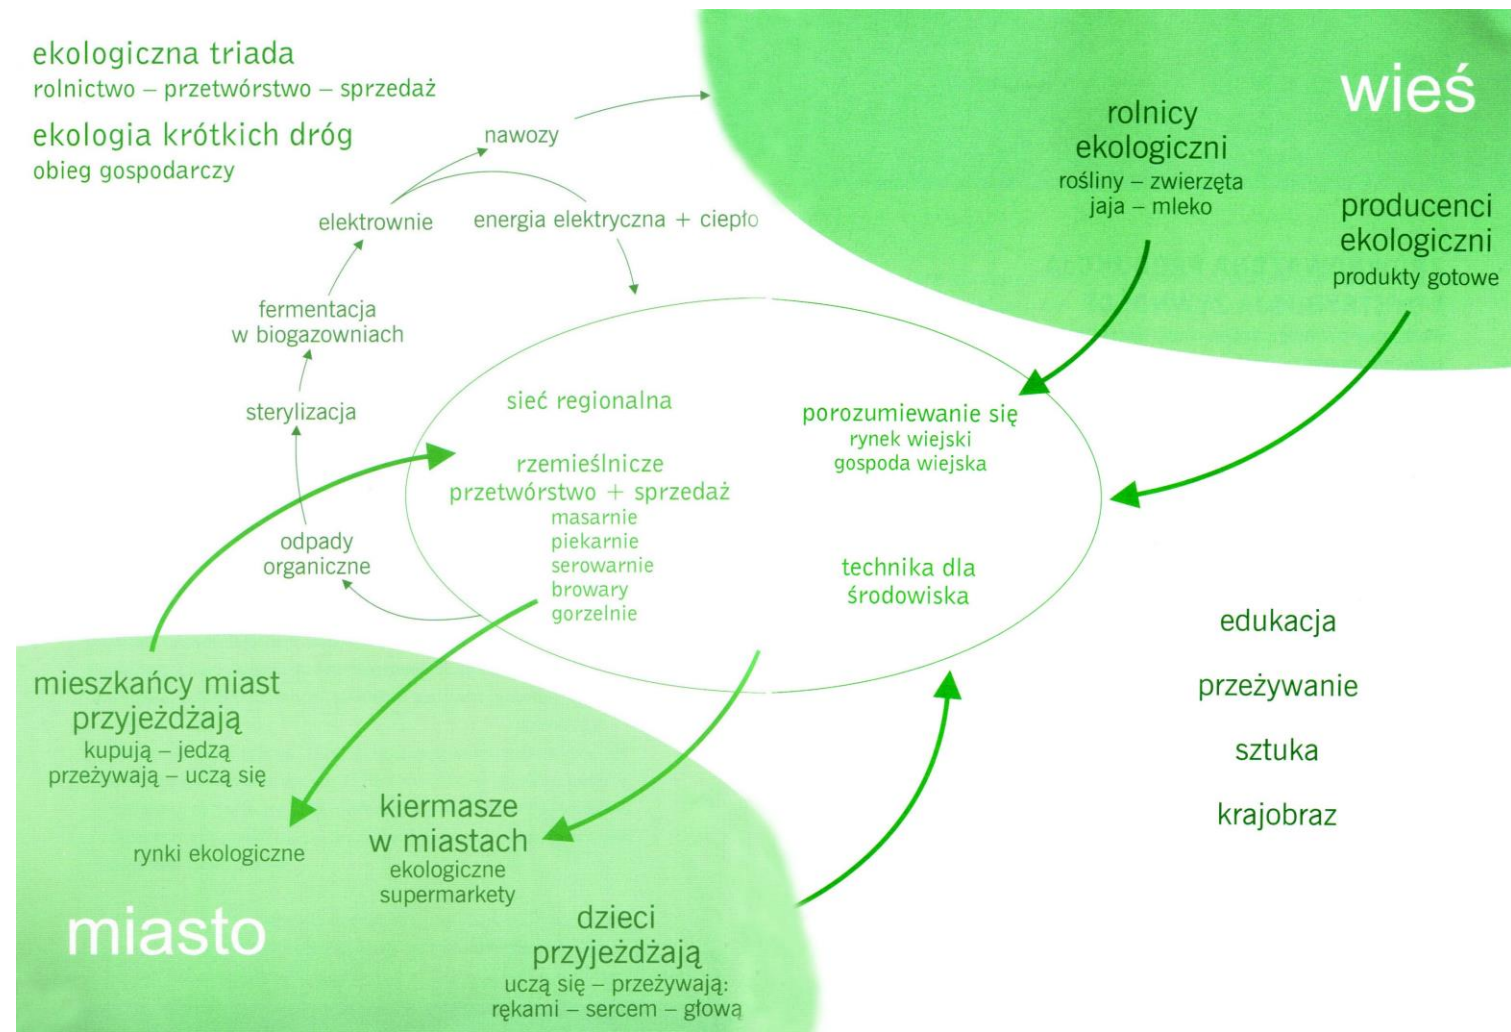 ekologiczna triada
rolnictwo – przetwórstwo – sprzedaż
ekologia krótkich dróg
obieg gospodarczy
wieś
rolnicy
ekologiczni
rośliny – zwierzęta
jaja – mleko
producenci
ekologiczni
produkty gotowe
nawozy
elektrownie
energia elektryczna + ciepło
fermentacja
w biogazowniach
sterylizacja
odpady
organiczne
sieć regionalna
rzemieślnicze
przetwórstwo + sprzedaż
masarnie
piekarnie
serowarnie
browary
gorzelnie
porozumiewanie się
rynek wiejski
gospoda wiejska
technika dla
środowiska
edukacja
przeżywanie
sztuka
krajobraz
mieszkańcy miast
przyjeżdżają
kupują – jedzą
przeżywają – uczą się
rynki ekologiczne
kiermasze
w miastach
ekologiczne
supermarkety
miasto
dzieci
przyjeżdżają
uczą się – przeżywają:
rękami – sercem – głową